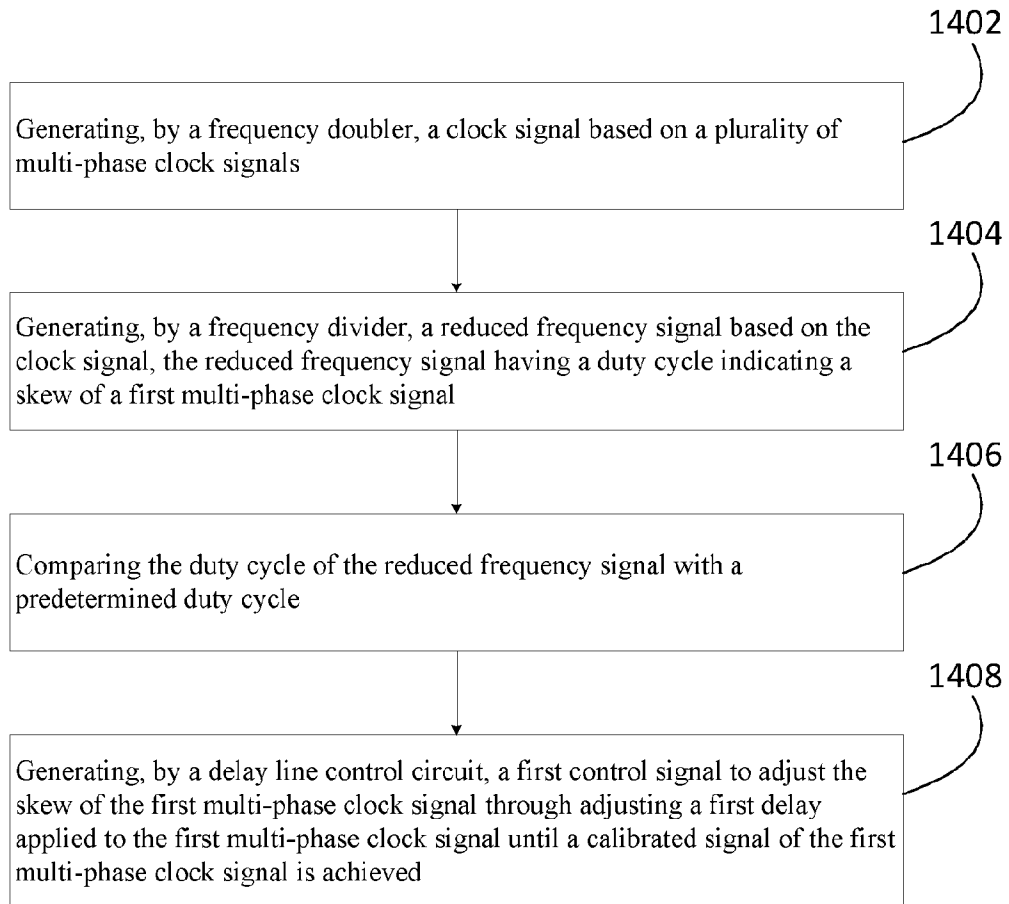 1402
Generating, by a frequency doubler, a clock signal based on a plurality of
multi-phase clock signals
1404
Generating, by a frequency divider, a reduced frequency signal based on the
clock signal, the reduced frequency signal having a duty cycle indicating a
skew of a first multi-phase clock signal
1406
Comparing the duty cycle of the reduced frequency signal with a
predetermined duty cycle
1408
Generating, by a delay line control circuit, a first control signal to adjust the
skew of the first multi-phase clock signal through adjusting a first delay
applied to the first multi-phase clock signal until a calibrated signal of the first
multi-phase clock signal is achieved